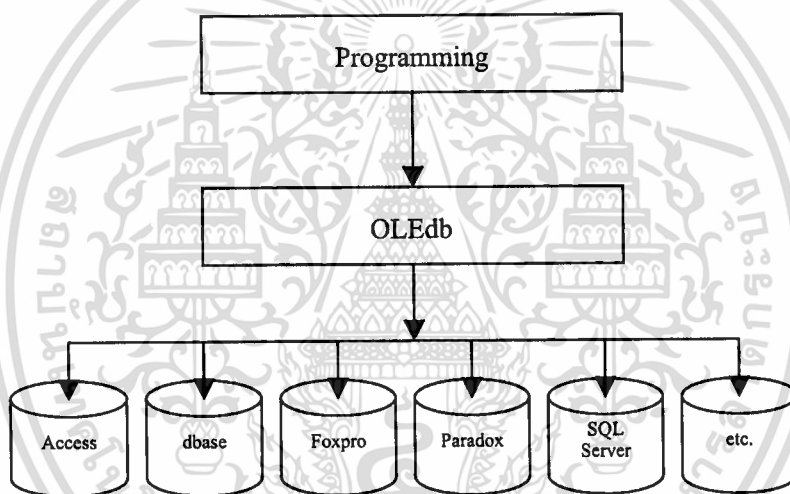 Programming
OLEdb
Access
dbase
Foxpro
Paradox
SQL
Server
etc.